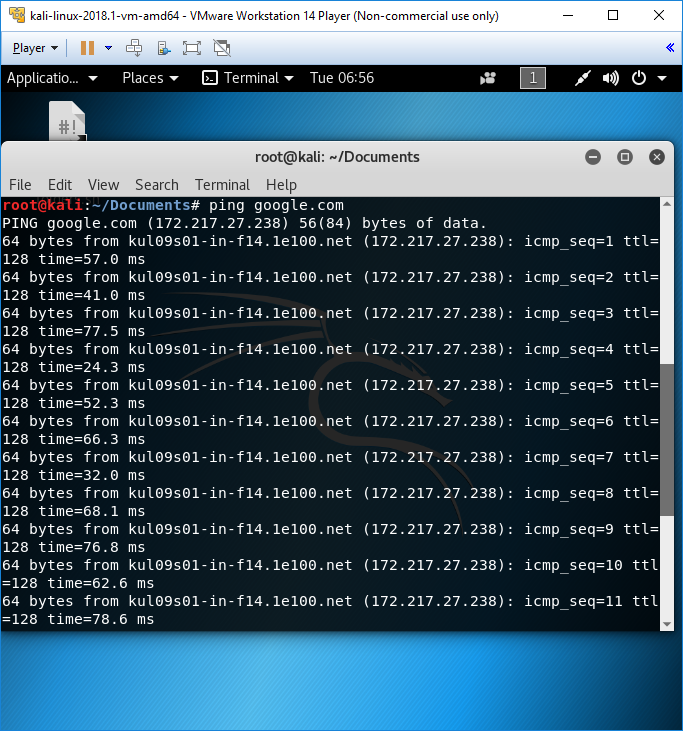 kali-linux-2018.1-vm-amd64 - VMware Workstation 14 Player (Non-commercial use only)
Player
Applicatio... Places Terminal Tue 06:56 1
#!
root@kali: ~/Documents
File Edit View Search Terminal Help
root@kali:~/Documents# ping google.com
PING google.com (172.217.27.238) 56(84) bytes of data.
64 bytes from kul09s01-in-f14.1e100.net (172.217.27.238): icmp_seq=1 ttl=
128 time=57.0 ms
64 bytes from kul09s01-in-f14.1e100.net (172.217.27.238): icmp_seq=2 ttl=
128 time=41.0 ms
64 bytes from kul09s01-in-f14.1e100.net (172.217.27.238): icmp_seq=3 ttl=
128 time=77.5 ms
64 bytes from kul09s01-in-f14.1e100.net (172.217.27.238): icmp_seq=4 ttl=
128 time=24.3 ms
64 bytes from kul09s01-in-f14.1e100.net (172.217.27.238): icmp_seq=5 ttl=
128 time=52.3 ms
64 bytes from kul09s01-in-f14.1e100.net (172.217.27.238): icmp_seq=6 ttl=
128 time=66.3 ms
64 bytes from kul09s01-in-f14.1e100.net (172.217.27.238): icmp_seq=7 ttl=
128 time=32.0 ms
64 bytes from kul09s01-in-f14.1e100.net (172.217.27.238): icmp_seq=8 ttl=
128 time=68.1 ms
64 bytes from kul09s01-in-f14.1e100.net (172.217.27.238): icmp_seq=9 ttl=
128 time=76.8 ms
64 bytes from kul09s01-in-f14.1e100.net (172.217.27.238): icmp_seq=10 ttl
=128 time=62.6 ms
64 bytes from kul09s01-in-f14.1e100.net (172.217.27.238): icmp_seq=11 ttl
=128 time=78.6 ms